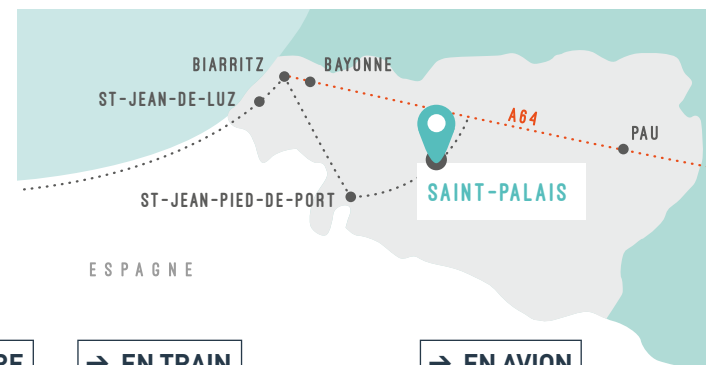 BIARRITZ
BAYONNE
ST-JEAN-DE-LUZ
A64
PAU
SAINT-PALAIS
ST-JEAN-PIED-DE-PORT
ESPAGNE
RE
→ EN TRAIN
→ EN AVION